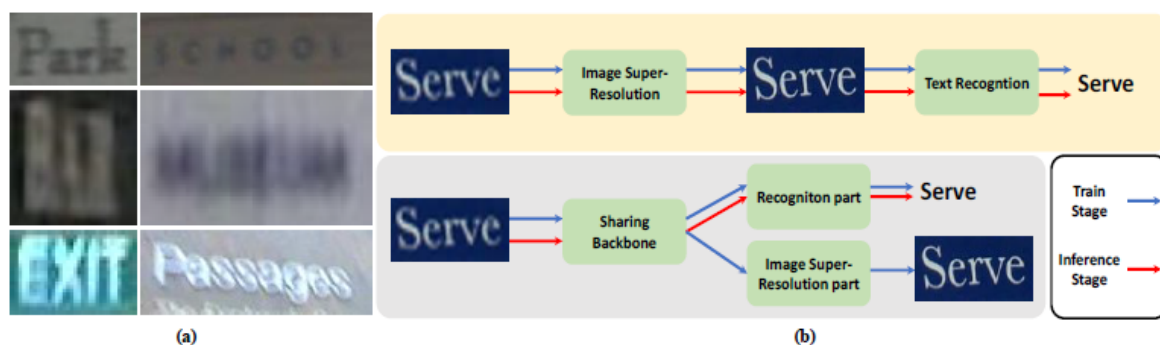 Park
SCHOOL
MUSEUM
EXIT
Passages
(a)
Serve
Image Super-
Resolution
Serve
Text Recogntion
Serve
Serve
Sharing
Backbone
Recogniton part
Serve
Image Super-
Resolution part
Serve
Train
Stage
Inference
Stage
(b)